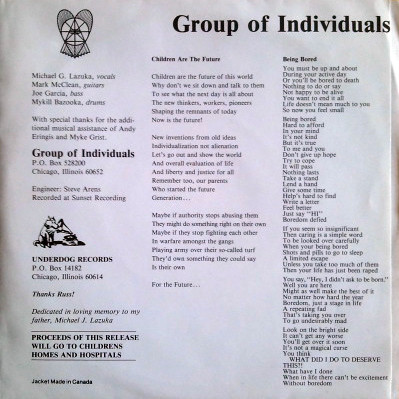 Group of Individuals
Michael G. Lazuka, vocals
Mark McClean, guitars
Joe Garcia, bass
Mykill Bazooka, drums
With special thanks for the addi-
tional musical assistance of Andy
Eringis and Myke Grist.
Group of Individuals
P.O. Box 528200
Chicago, Illinois 60652
Engineer: Steve Arens
Recorded at Sunset Recording
UNDERDOG RECORDS
P.O. Box 14182
Chicago, Illinois 60614
Thanks Russ!
Dedicated in loving memory to my
father, Michael J. Lazuka
PROCEEDS OF THIS RELEASE
WILL GO TO CHILDRENS
HOMES AND HOSPITALS
Jacket Made in Canada
Children Are The Future
Children are the future of this world
Why don't we sit down and talk to them
To see what the next day is all about
The new thinkers, workers, pioneers
Shaping the remnants of today
Now is the future!
New inventions from old ideas
Individualization not alienation
Let's go out and show the world
And overall evaluation of life
And liberty and justice for all
Remember too, our parents
Who started the future
Generation...
Maybe if authority stops abusing them
They might do something right on their own
Maybe if they stop fighting each other
In warfare amongst the gangs
Playing army over their so-called turf
They'd own something they could say
Is their own
For the Future...
Being Bored
You must be up and about
During your active day
Or you'll be bored to death
Nothing to do or say
Not happy to be alive
You want to end it all
Life doesn't mean much to you
So now you feel small
Being bored
Hard to afford
In your mind
It's not kind
But it's true
To me and you
Don't give up hope
Try to cope
It will pass
Nothing lasts
Take a stand
Lend a hand
Give some time
Help's hard to find
Write a letter
Feel better
Just say "HI"
Boredom defied
If you seem so insignificant
Then caring is a simple word
To be looked over carefully
When your being bored
Shots and pills to go to sleep
A limited escape
Unless you take too much of them
Then your life has just been raped
You say, "Hey, I didn't ask to be born."
Well you are here
Might as well make the best of it
No matter how hard the year
Boredom, just a stage in life
A repeating fad
That's taking you over
To go undesirably mad
Look on the bright side
It can't get any worse
You'll get over it soon
It's not a magical curse
You think
WHAT DID I DO TO DESERVE
THIS?!
What have I done
When in life there can't be excitement
Without boredom